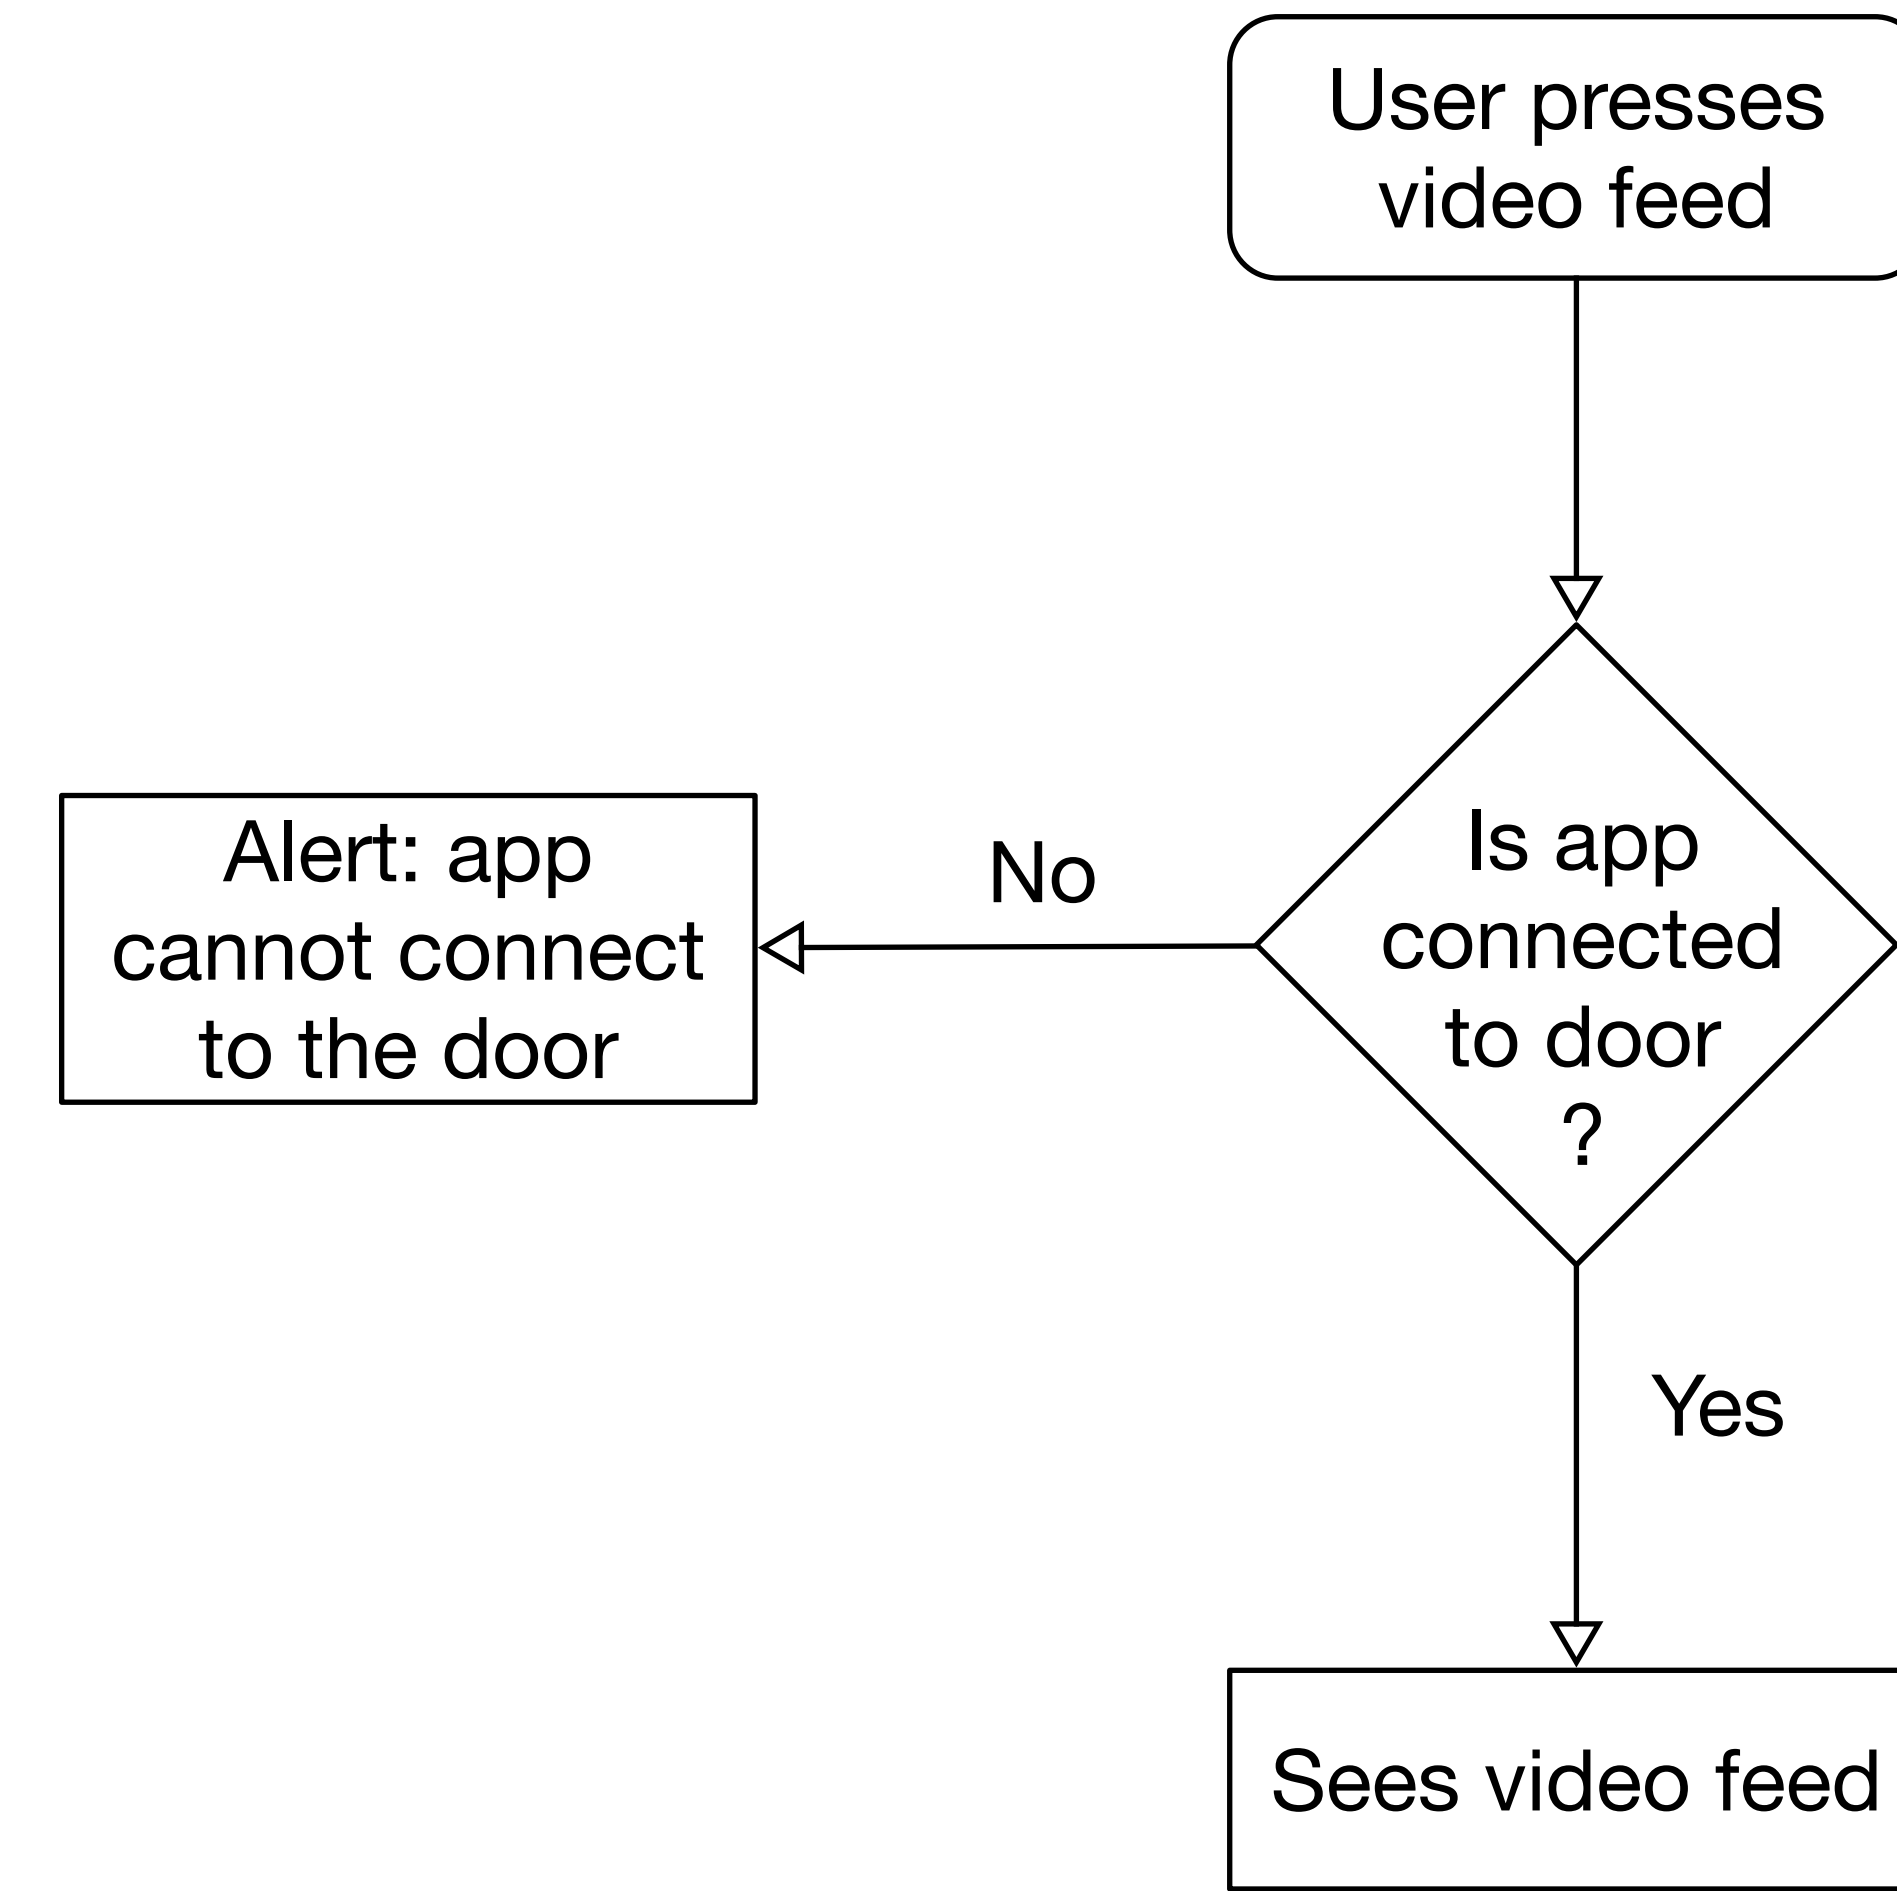 User presses
video feed
Alert: app
cannot connect
to the door
No
Is app
connected
to door
?
Yes
Sees video feed